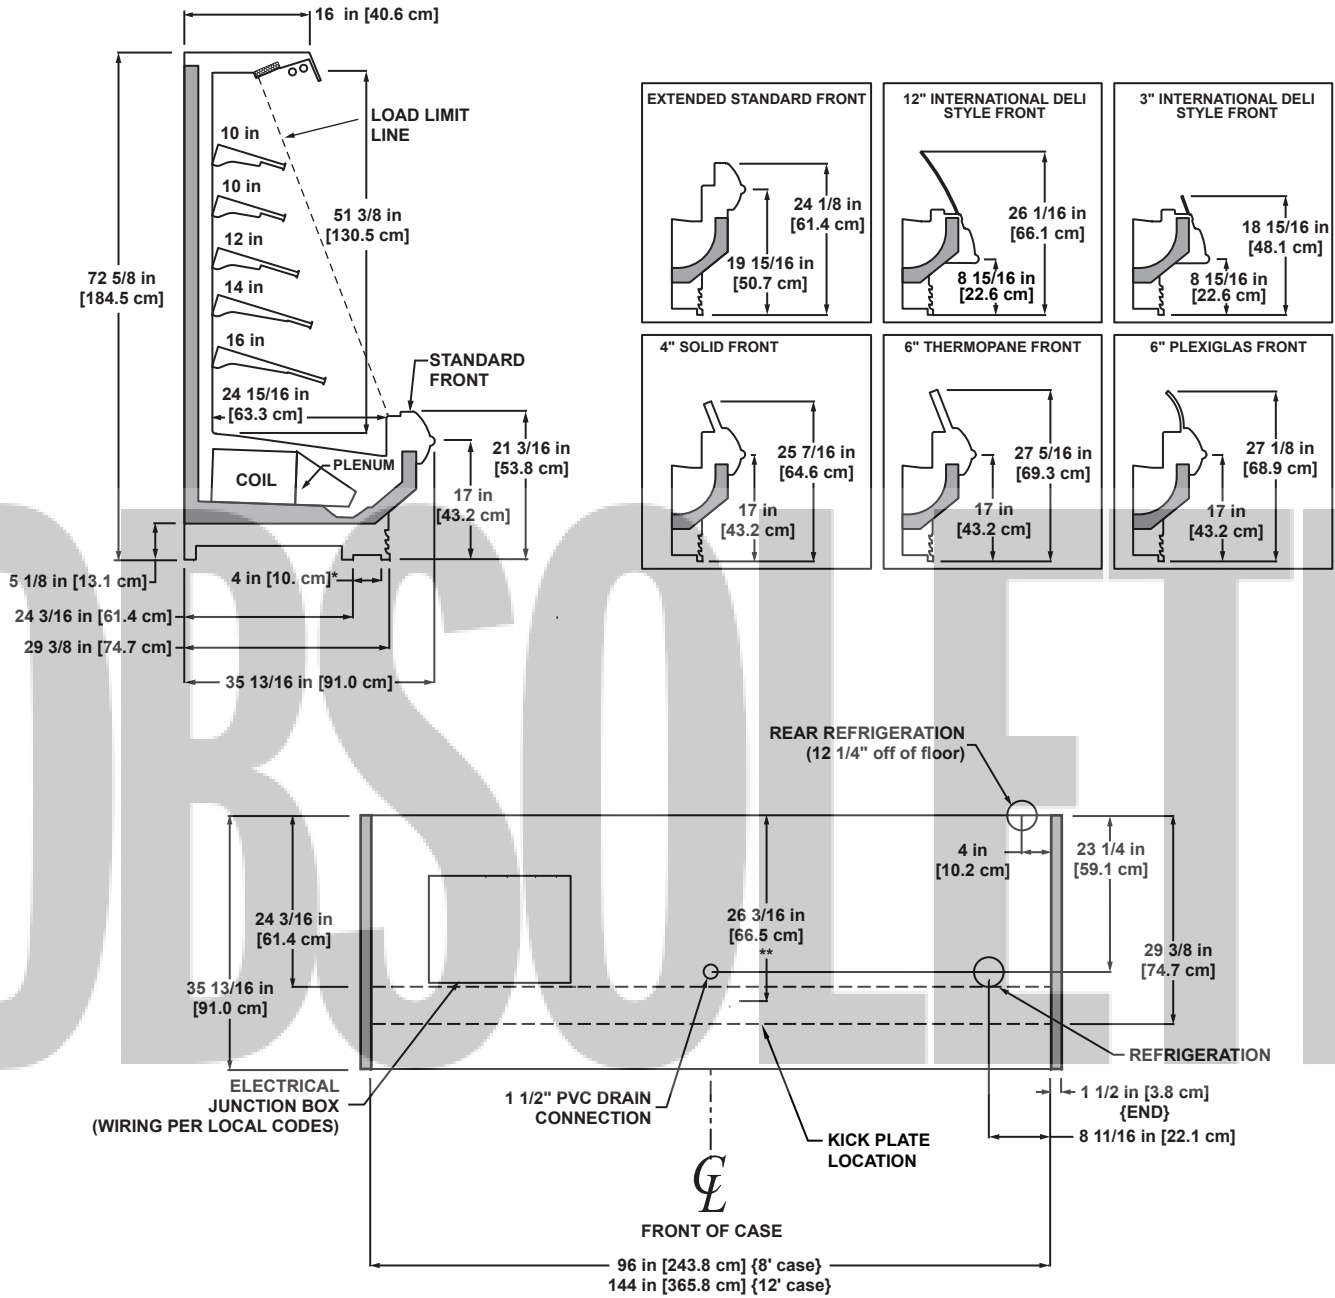 16 in [40.6 cm]
LOAD LIMIT
LINE
10 in
10 in
12 in
14 in
16 in
51 3/8 in
[130.5 cm]
72 5/8 in
[184.5 cm]
24 15/16 in
[63.3 cm]
STANDARD
FRONT
COIL
PLENUM
21 3/16 in
[53.8 cm]
17 in
[43.2 cm]
5 1/8 in [13.1 cm]
4 in [10. cm]*
24 3/16 in [61.4 cm]
29 3/8 in [74.7 cm]
35 13/16 in [91.0 cm]
EXTENDED STANDARD FRONT
24 1/8 in
[61.4 cm]
19 15/16 in
[50.7 cm]
12" INTERNATIONAL DELI
STYLE FRONT
26 1/16 in
[66.1 cm]
8 15/16 in
[22.6 cm]
3" INTERNATIONAL DELI
STYLE FRONT
18 15/16 in
[48.1 cm]
8 15/16 in
[22.6 cm]
4" SOLID FRONT
25 7/16 in
[64.6 cm]
17 in
[43.2 cm]
6" THERMOPANE FRONT
27 5/16 in
[69.3 cm]
17 in
[43.2 cm]
6" PLEXIGLAS FRONT
27 1/8 in
[68.9 cm]
17 in
[43.2 cm]
OBSOLETE
REAR REFRIGERATION
(12 1/4" off of floor)
4 in
[10.2 cm]
23 1/4 in
[59.1 cm]
24 3/16 in
[61.4 cm]
26 3/16 in
[66.5 cm]
**
29 3/8 in
[74.7 cm]
35 13/16 in
[91.0 cm]
REFRIGERATION
ELECTRICAL
JUNCTION BOX
(WIRING PER LOCAL CODES)
1 1/2" PVC DRAIN
CONNECTION
1 1/2 in [3.8 cm]
{END}
8 11/16 in [22.1 cm]
KICK PLATE
LOCATION
CL
FRONT OF CASE
96 in [243.8 cm] {8' case}
144 in [365.8 cm] {12' case}